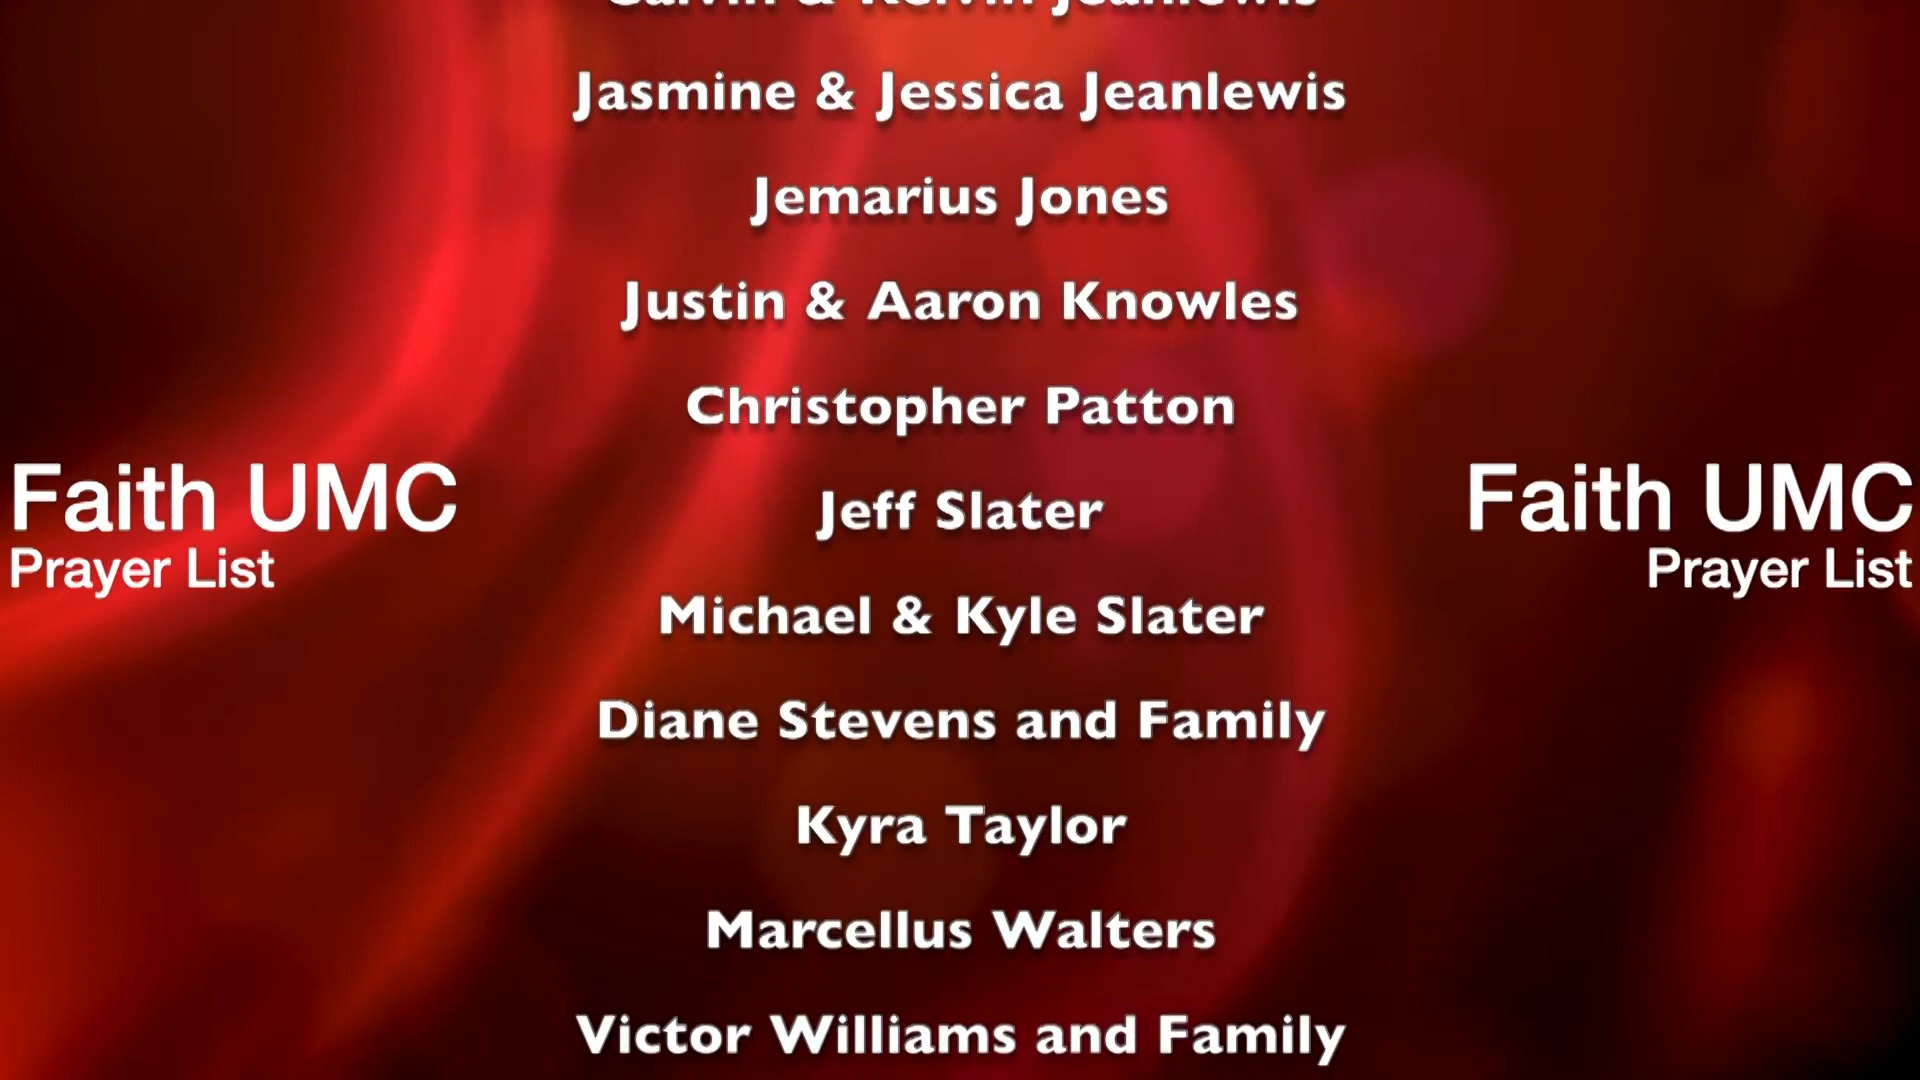 Jeanlewis
Jasmine & Jessica Jeanlewis
Jemarius Jones
Justin & Aaron Knowles
Christopher Patton
Faith UMC
Prayer List
Jeff Slater
Faith UMC
Prayer List
Michael & Kyle Slater
Diane Stevens and Family
Kyra Taylor
Marcellus Walters
Victor Williams and Family